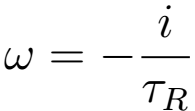 ω = − i / τ_R